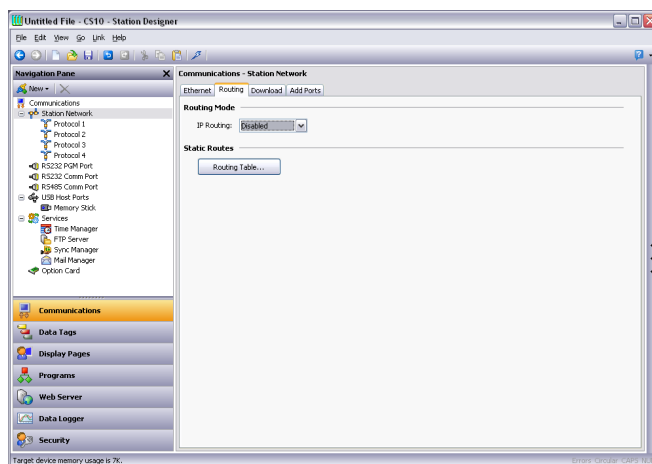 Untitled File - CS10 - Station Designer
File Edit View Go Link Help
Navigation Pane X
New
Communications
Station Network
Protocol 1
Protocol 2
Protocol 3
Protocol 4
RS232 PGM Port
RS232 Comm Port
RS485 Comm Port
USB Host Ports
Memory Stick
Services
Time Manager
FTP Server
Sync Manager
Mail Manager
Option Card
Communications
Data Tags
Display Pages
Programs
Web Server
Data Logger
Security
Communications - Station Network
Ethernet Routing Download Add Ports
Routing Mode
IP Routing: Disabled
Static Routes
Routing Table...
Target device memory usage is 7K.
Errors Circular CAPS